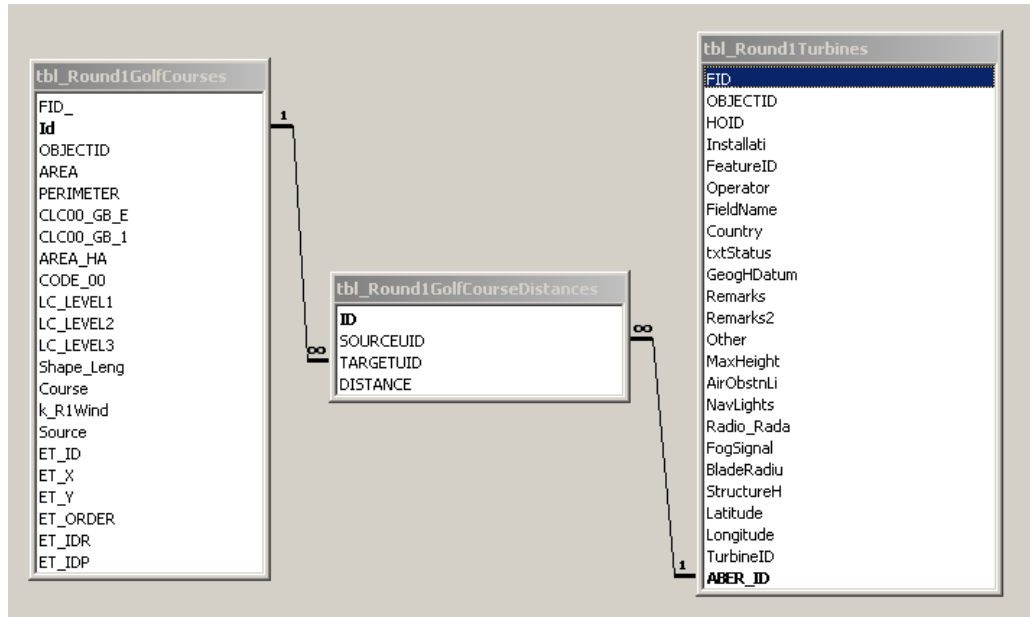 tbl_Round1GolfCourses
FID_
Id
OBJECTID
AREA
PERIMETER
CLC00_GB_E
CLC00_GB_1
AREA_HA
CODE_00
LC_LEVEL1
LC_LEVEL2
LC_LEVEL3
Shape_Leng
Course
k_R1Wind
Source
ET_ID
ET_X
ET_Y
ET_ORDER
ET_IDR
ET_IDP
1
∞
tbl_Round1GolfCourseDistances
ID
SOURCEUID
TARGETUID
DISTANCE
∞
1
tbl_Round1Turbines
FID
OBJECTID
HOID
Installati
FeatureID
Operator
FieldName
Country
txtStatus
GeogHDatum
Remarks
Remarks2
Other
MaxHeight
AirObstnLi
NavLights
Radio_Rada
FogSignal
BladeRadiu
StructureH
Latitude
Longitude
TurbineID
ABER_ID